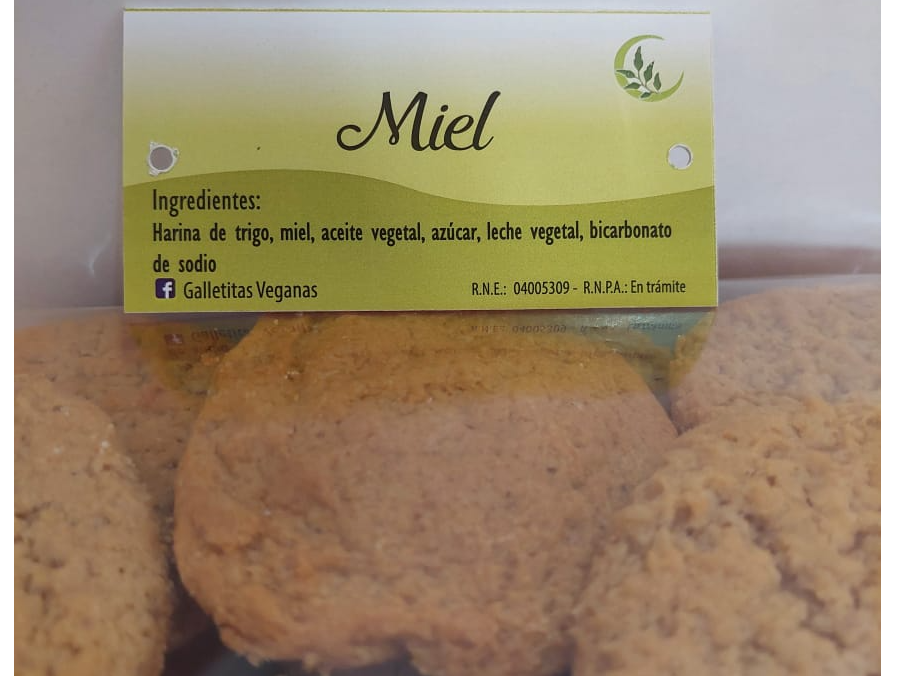 Miel
Ingredientes:
Harina de trigo, miel, aceite vegetal, azúcar, leche vegetal, bicarbonato
de sodio
Galletitas Veganas
R.N.E.: 04005309 - R.N.P.A.: En trámite